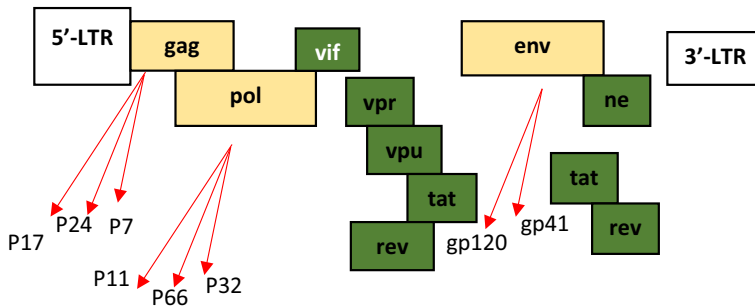 5’-LTR
gag
vif
env
3’-LTR
pol
vpr
ne
vpu
tat
tat
rev
rev
P17
P24
P7
gp120
gp41
P11
P66
P32